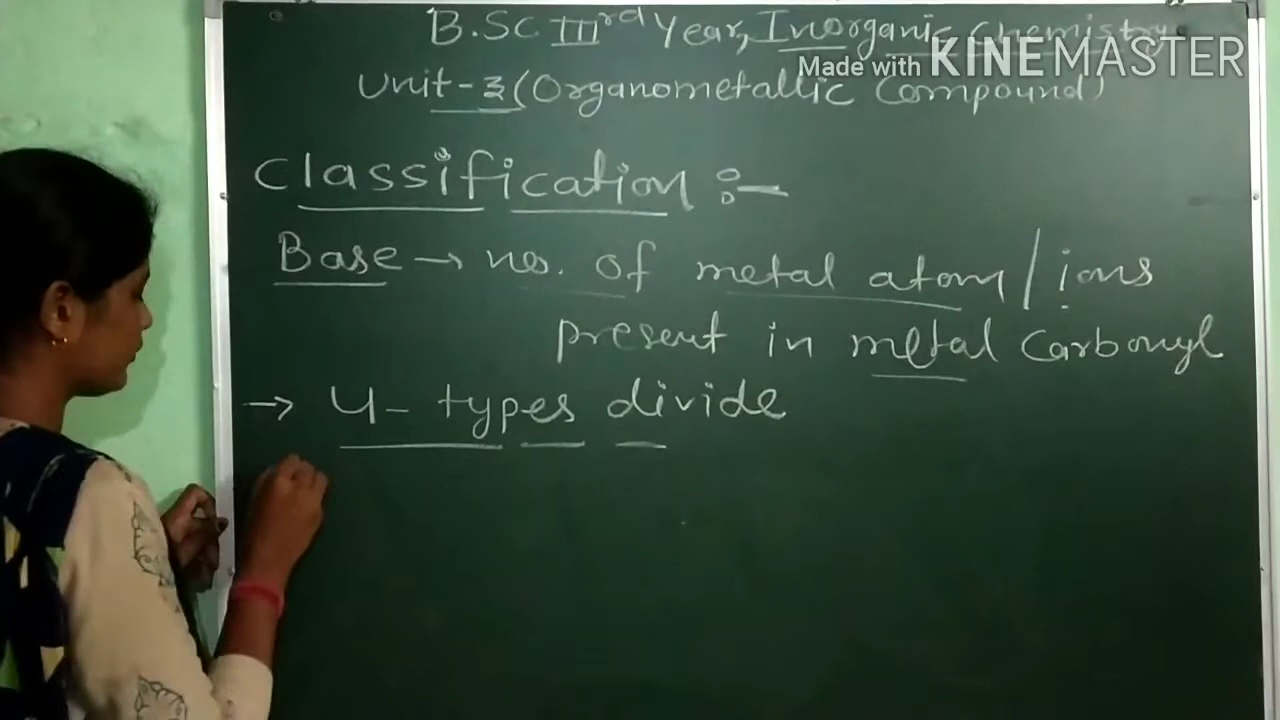 B.Sc IIIrd Year, Inorganic Chemistry
Made with KINEMASTER
Unit-3 (Organometallic Compound)
Classification :-
Base → no. of metal atom / ions
present in metal Carbonyl
→ 4- types divide